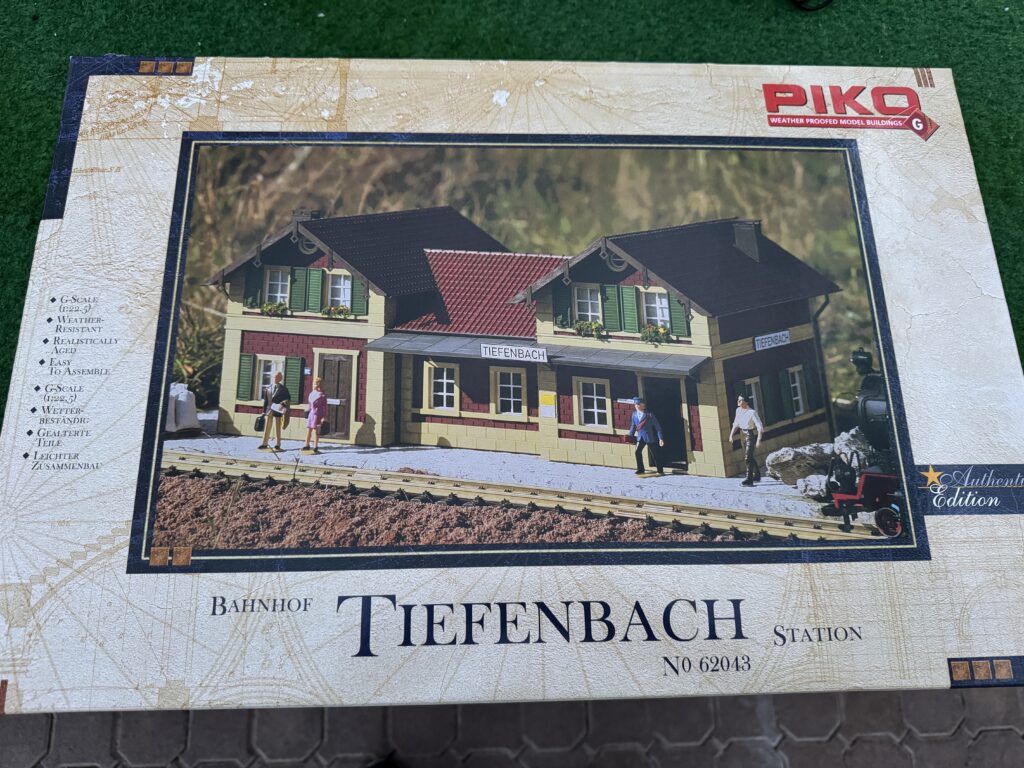 PIKO
WEATHER PROOFED MODEL BUILDINGS
G
TIEFENBACH
TIEFENBACH
G-Scale
(1:22.5)
Weather-
Resistant
Realistically
Aged
Easy
To Assemble
G-Scale
(1:22,5)
Wetter-
beständig
Gealterte
Teile
Leichter
Zusammenbau
Authenti
Edition
Bahnhof
Tiefenbach
Station
No 62043